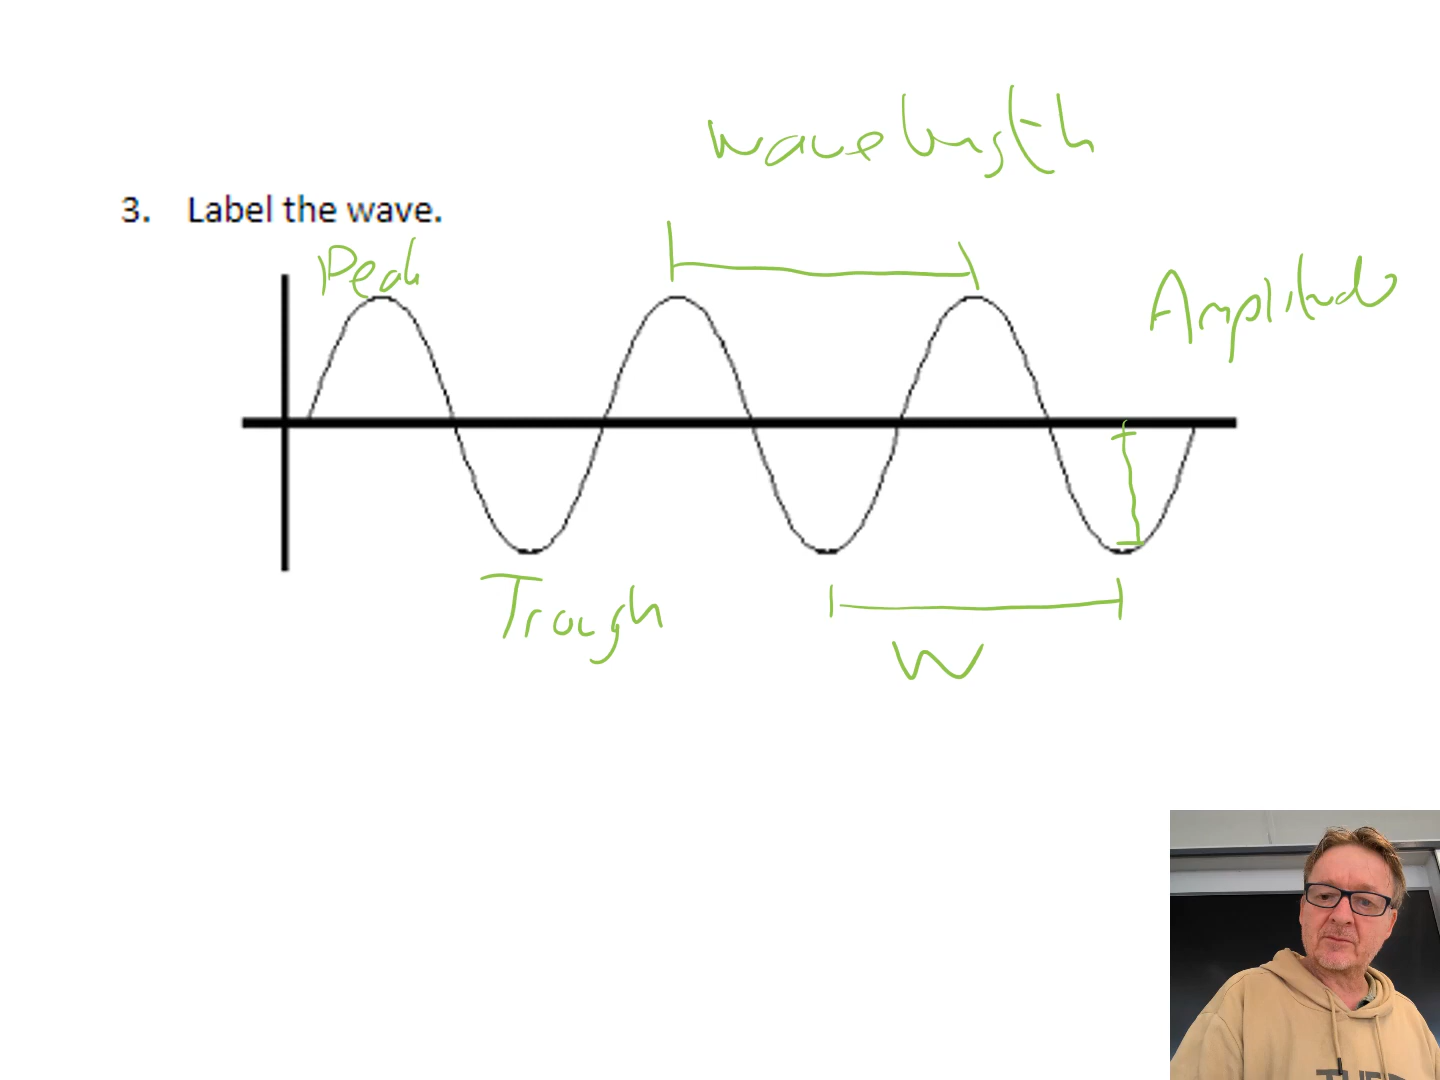 wavelength
3. Label the wave.
Peak
Amplitude
Trough
W